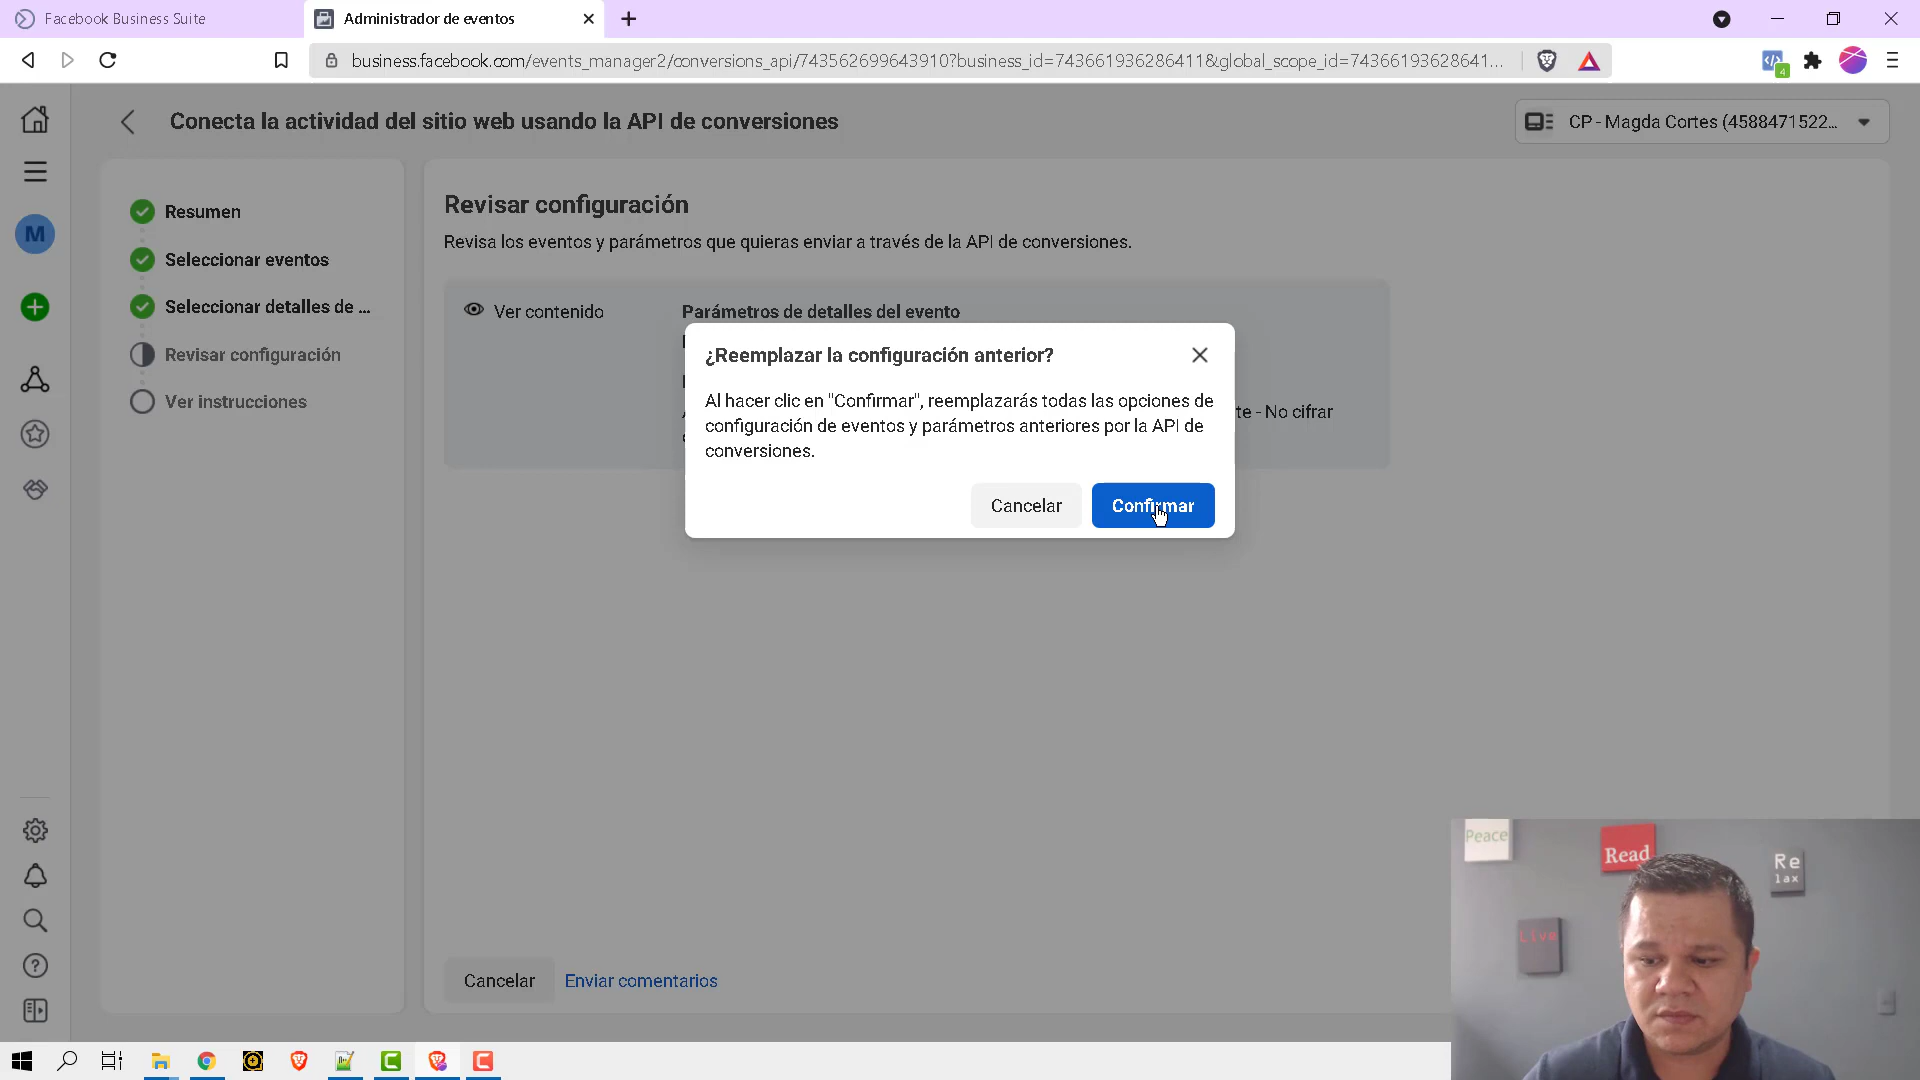 Facebook Business Suite
Administrador de eventos
business.facebook.com/events_manager2/conversions_api/743562699643910?business_id=743661936286411&global_scope_id=74366193628641...
4
Conecta la actividad del sitio web usando la API de conversiones
CP - Magda Cortes (4588471522...
M
Resumen
Seleccionar eventos
Seleccionar detalles de ...
Revisar configuración
Ver instrucciones
Revisar configuración
Revisa los eventos y parámetros que quieras enviar a través de la API de conversiones.
Ver contenido
Parámetros de detalles del evento
te - No cifrar
¿Reemplazar la configuración anterior?
Al hacer clic en "Confirmar", reemplazarás todas las opciones de
configuración de eventos y parámetros anteriores por la API de
conversiones.
Cancelar
Confirmar
Cancelar
Enviar comentarios
Peace
Read
Re
lax
Live